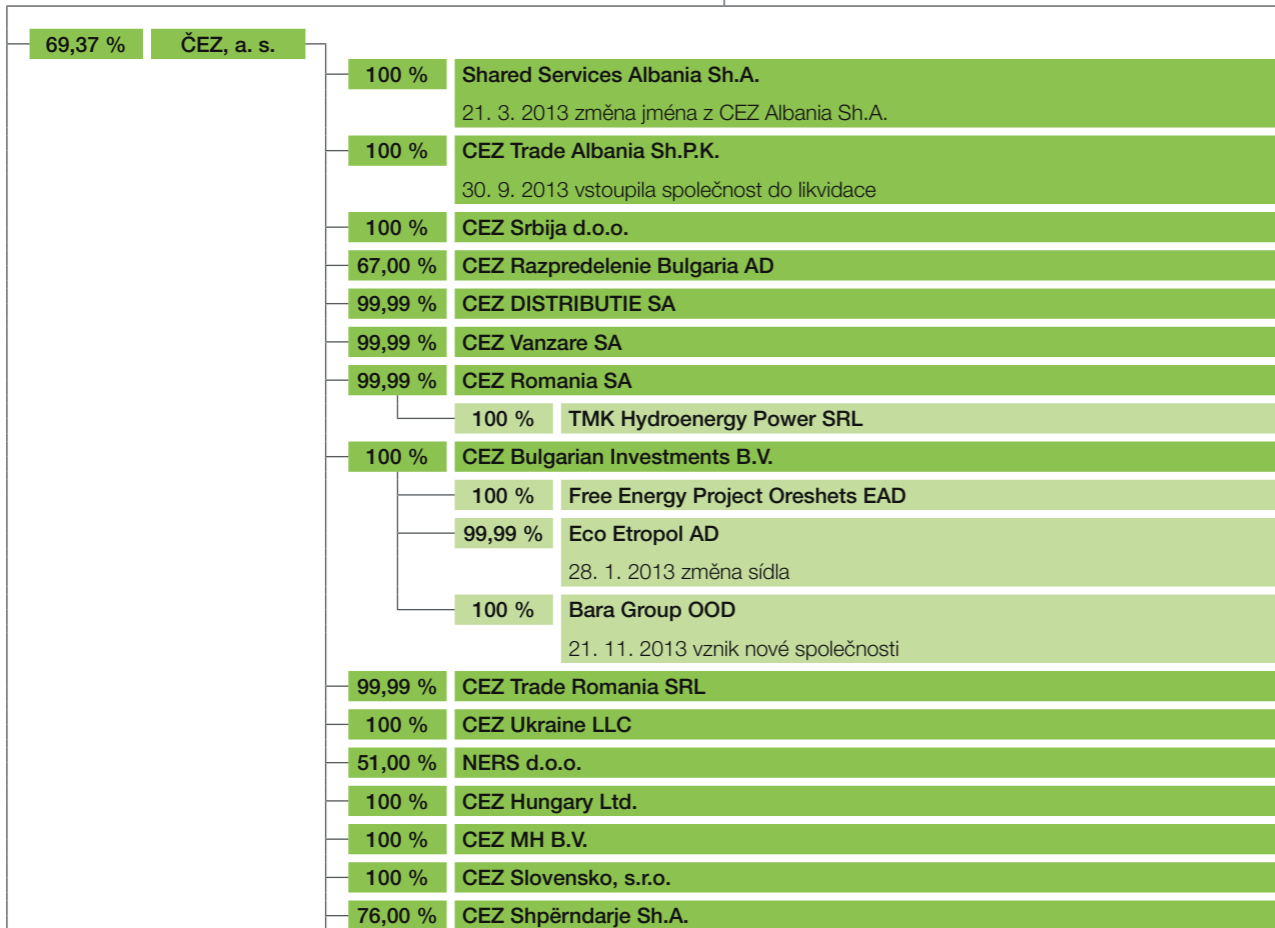 69,37 % ČEZ, a. s.
100 % Shared Services Albania Sh.A.
21. 3. 2013 změna jména z CEZ Albania Sh.A.
100 % CEZ Trade Albania Sh.P.K.
30. 9. 2013 vstoupila společnost do likvidace
100 % CEZ Srbija d.o.o.
67,00 % CEZ Razpredelenie Bulgaria AD
99,99 % CEZ DISTRIBUTIE SA
99,99 % CEZ Vanzare SA
99,99 % CEZ Romania SA
100 % TMK Hydroenergy Power SRL
100 % CEZ Bulgarian Investments B.V.
100 % Free Energy Project Oreshets EAD
99,99 % Eco Etropol AD
28. 1. 2013 změna sídla
100 % Bara Group OOD
21. 11. 2013 vznik nové společnosti
99,99 % CEZ Trade Romania SRL
100 % CEZ Ukraine LLC
51,00 % NERS d.o.o.
100 % CEZ Hungary Ltd.
100 % CEZ MH B.V.
100 % CEZ Slovensko, s.r.o.
76,00 % CEZ Shpërndarje Sh.A.